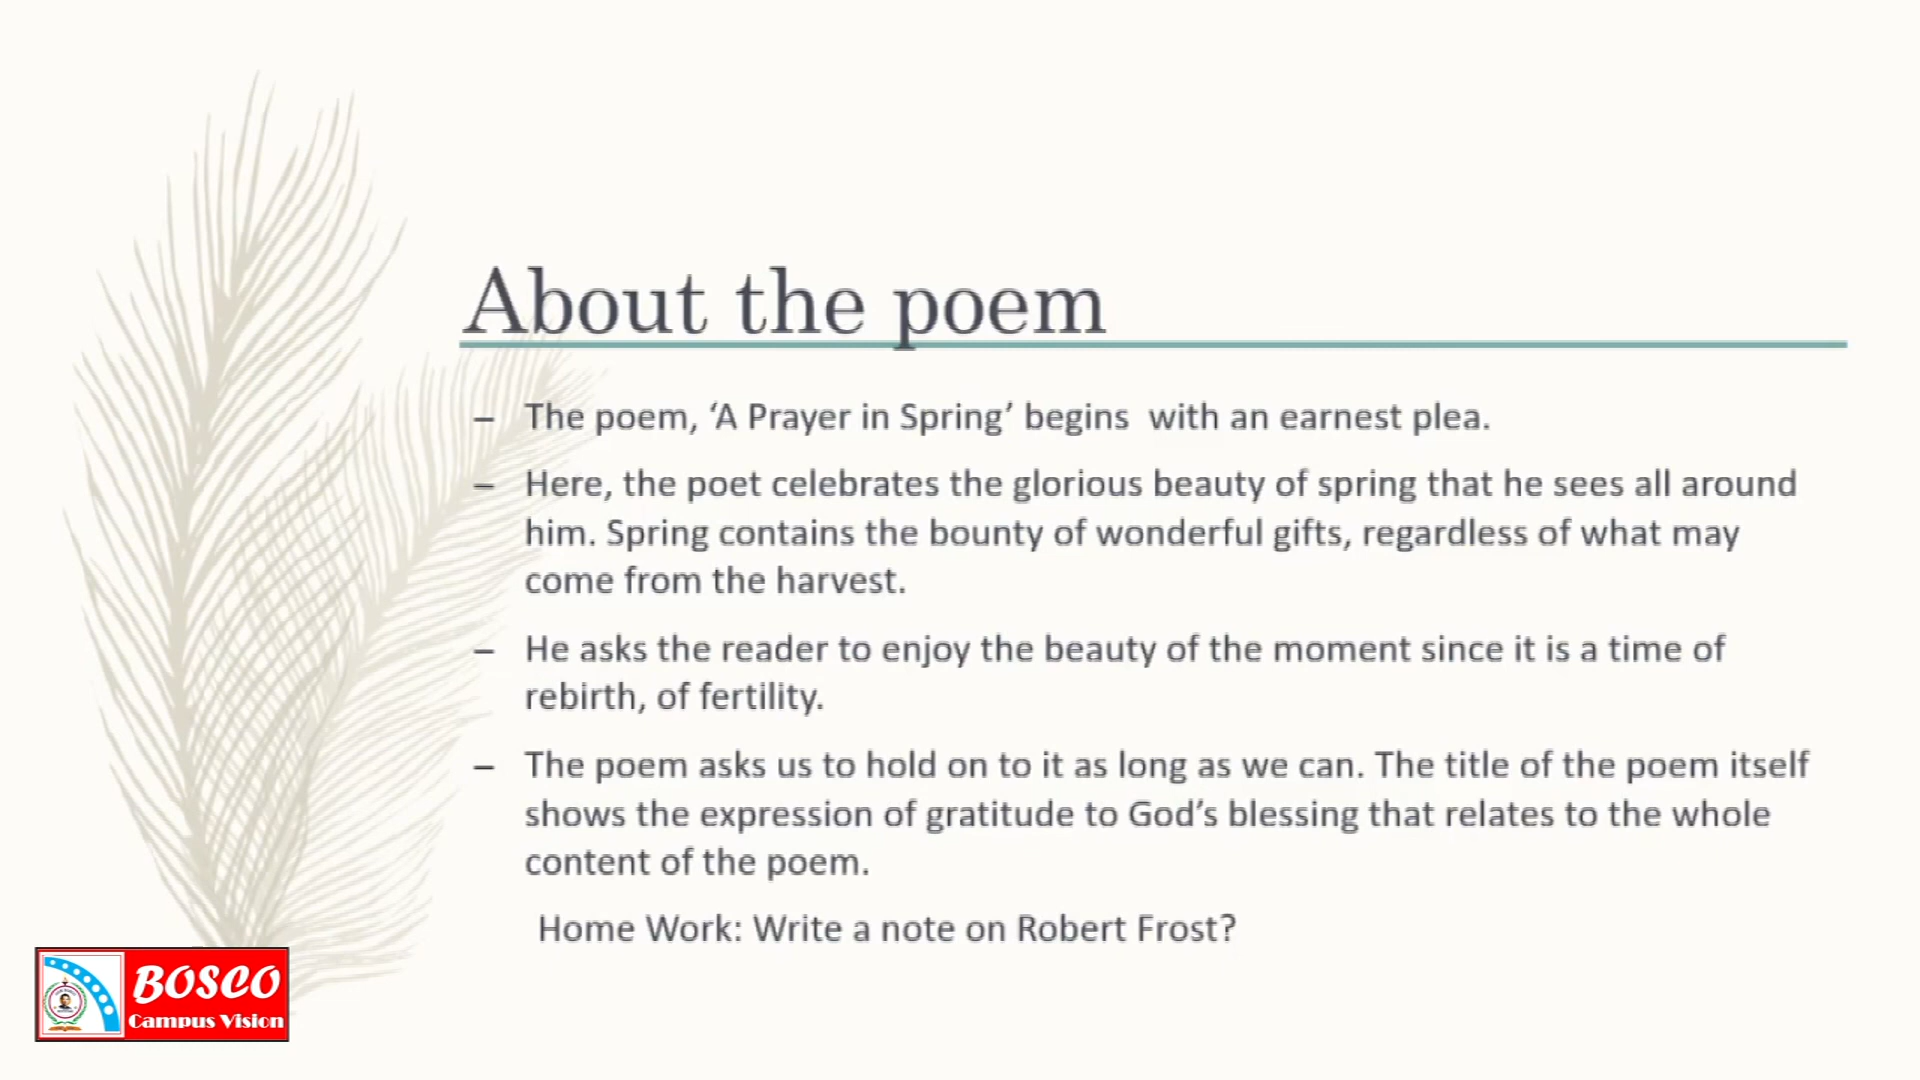 About the poem
– The poem, ‘A Prayer in Spring’ begins  with an earnest plea.
– Here, the poet celebrates the glorious beauty of spring that he sees all around
him. Spring contains the bounty of wonderful gifts, regardless of what may
come from the harvest.
– He asks the reader to enjoy the beauty of the moment since it is a time of
rebirth, of fertility.
– The poem asks us to hold on to it as long as we can. The title of the poem itself
shows the expression of gratitude to God’s blessing that relates to the whole
content of the poem.
Home Work: Write a note on Robert Frost?
BOSCO
Campus Vision